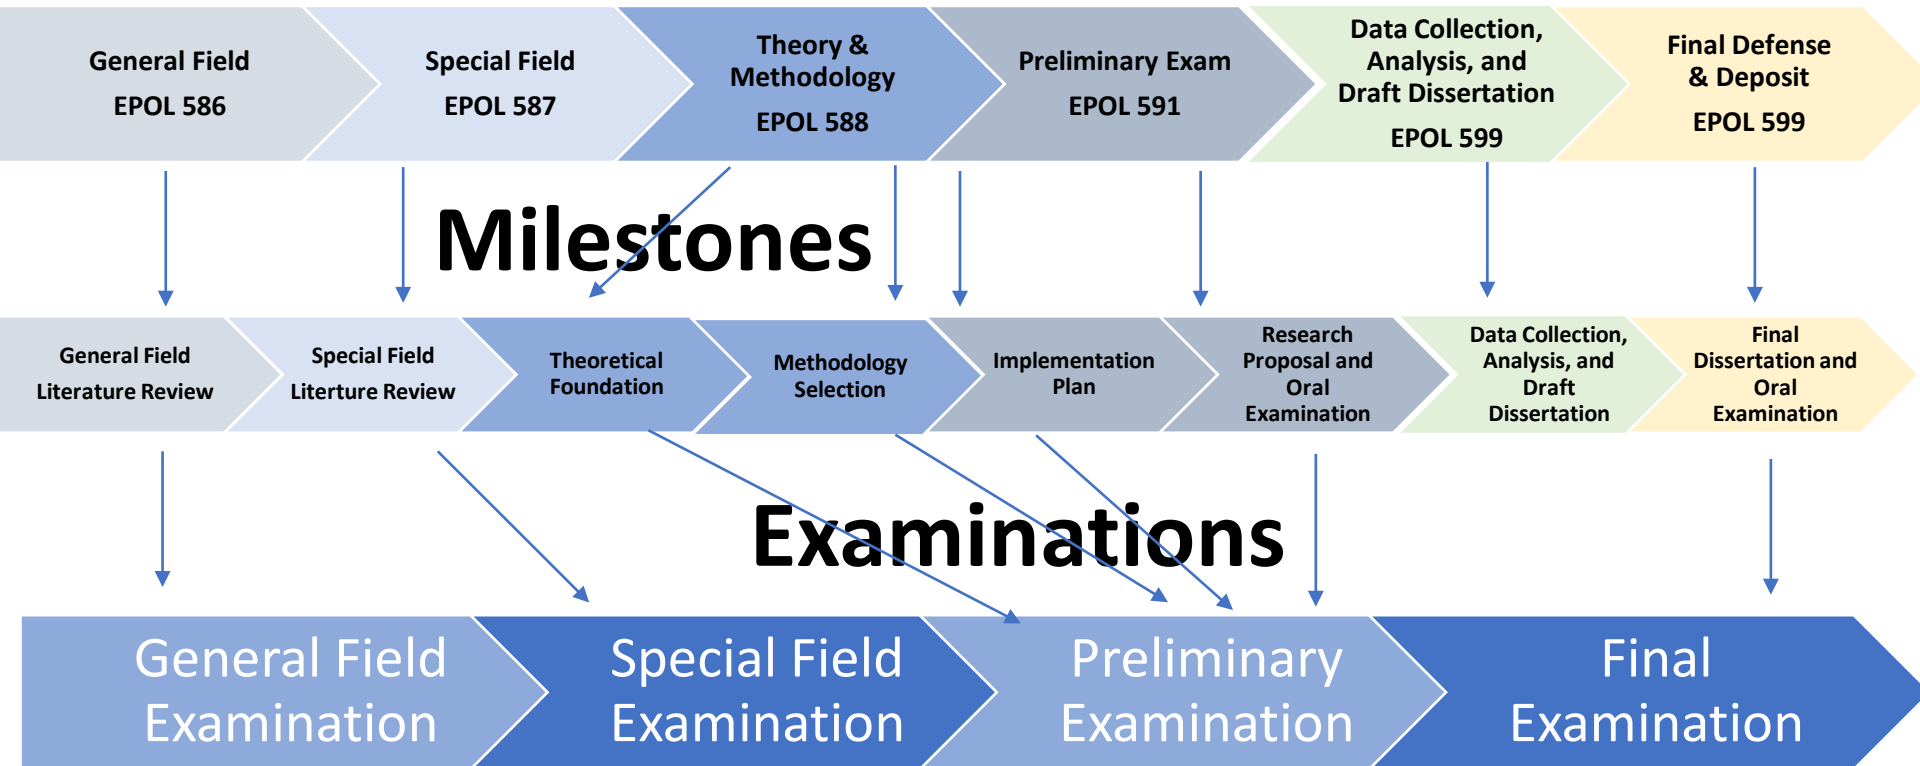 General Field
EPOL 586
Special Field
EPOL 587
Theory &
Methodology
EPOL 588
Preliminary Exam
EPOL 591
Data Collection,
Analysis, and
Draft Dissertation
EPOL 599
Final Defense
& Deposit
EPOL 599
Milestones
General Field
Literature Review
Special Field
Literture Review
Theoretical
Foundation
Methodology
Selection
Implementation
Plan
Research
Proposal and
Oral
Examination
Data Collection,
Analysis, and
Draft
Dissertation
Final
Dissertation and
Oral
Examination
Examinations
General Field
Examination
Special Field
Examination
Preliminary
Examination
Final
Examination